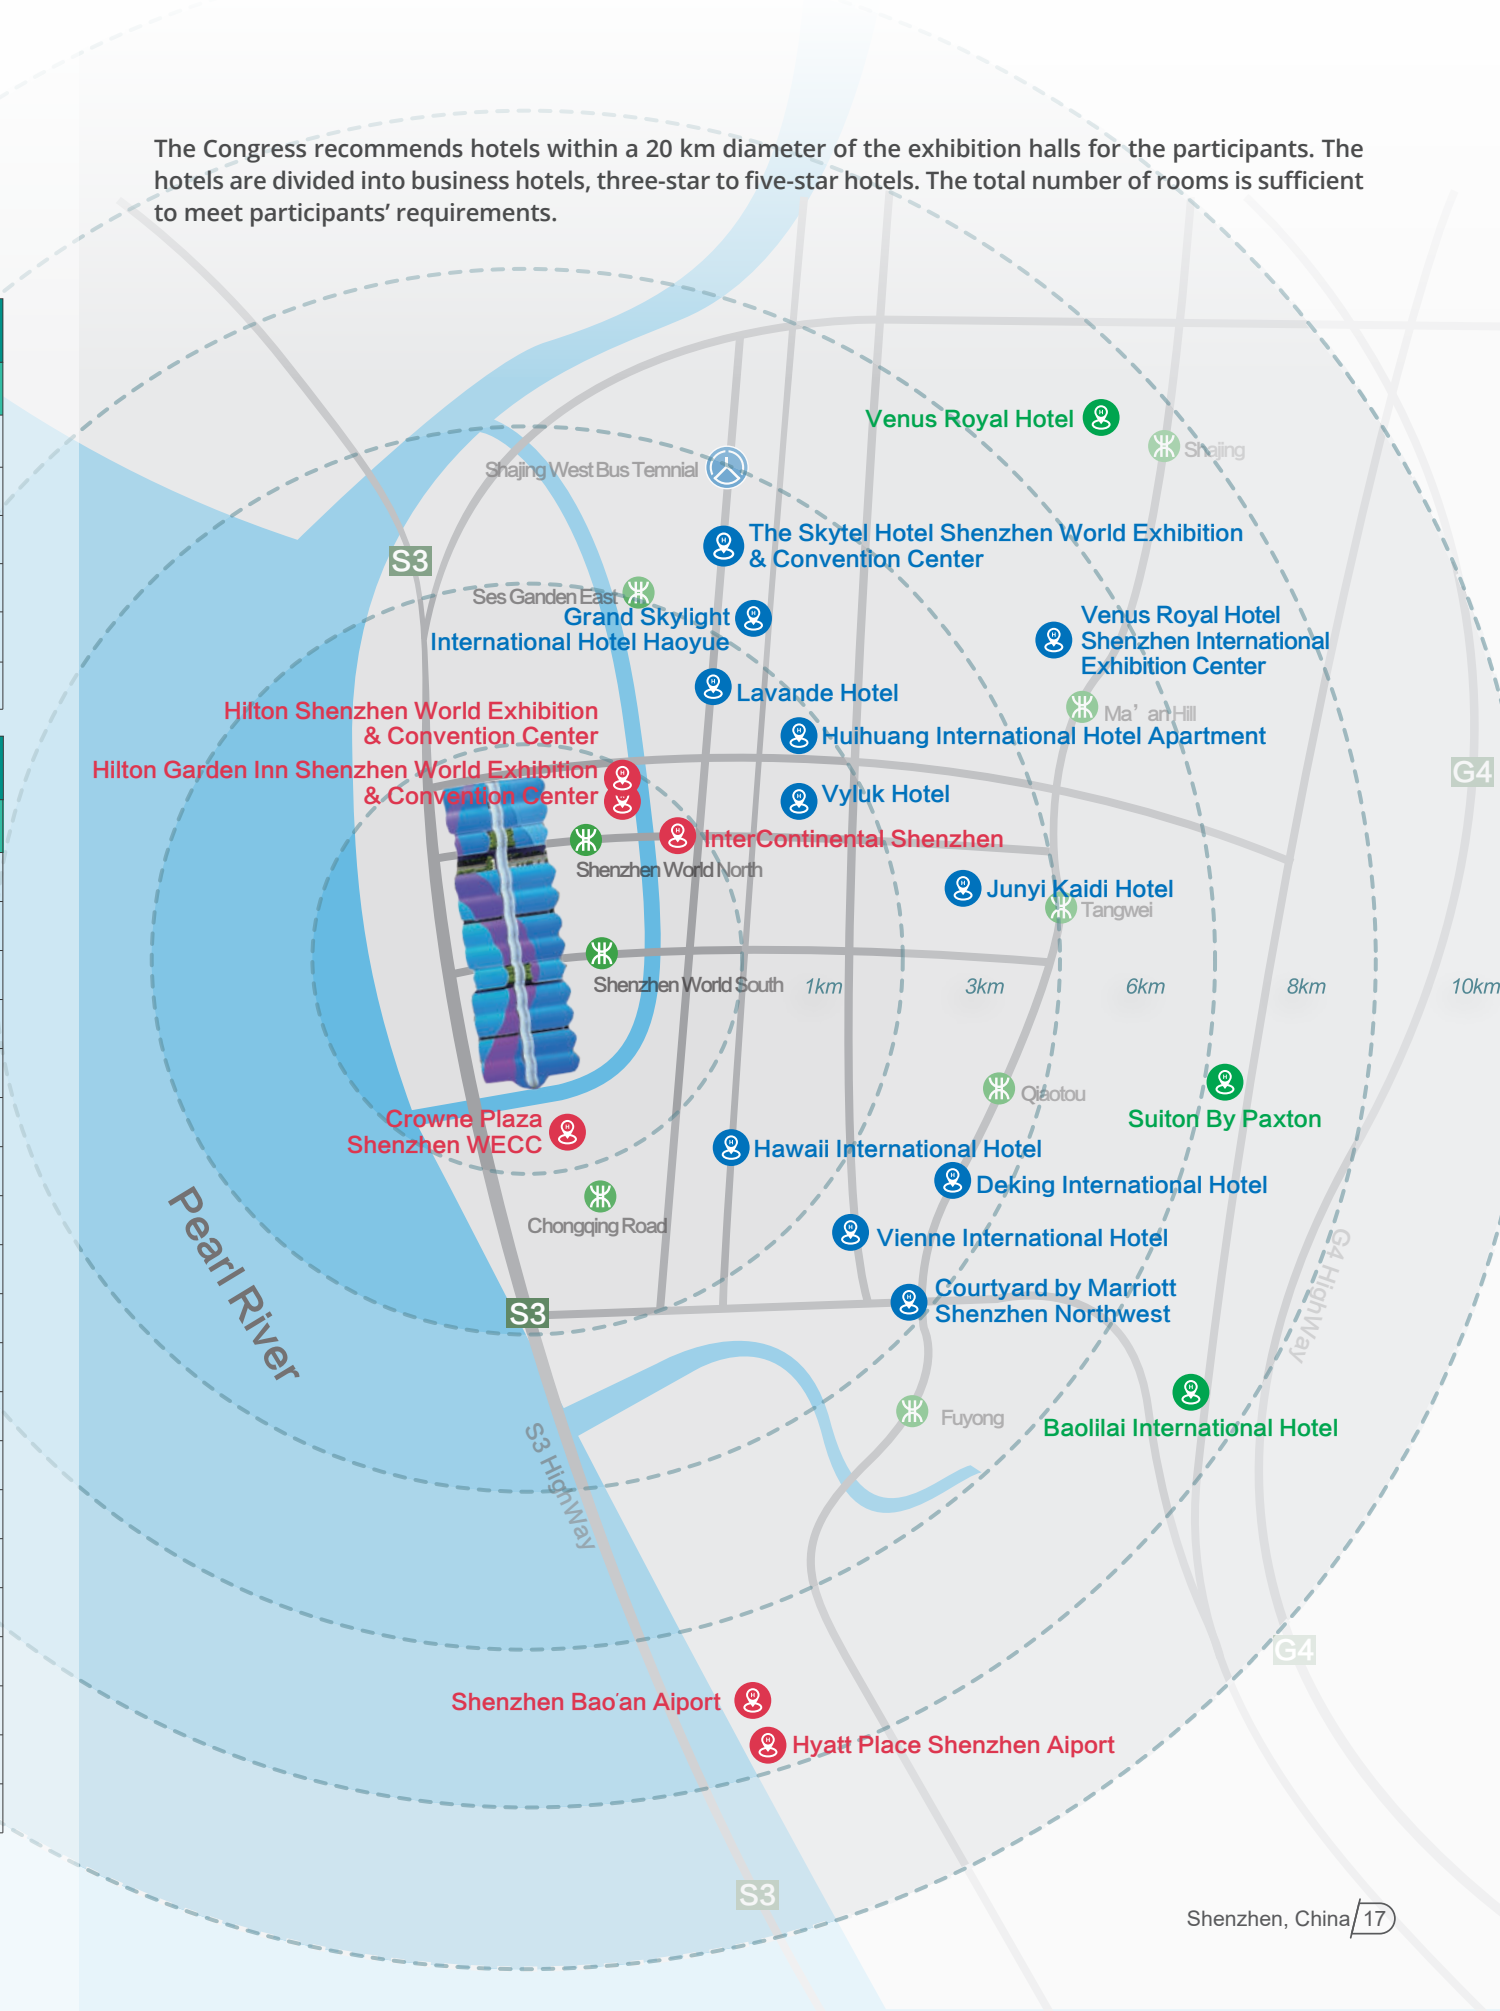 The Congress recommends hotels within a 20 km diameter of the exhibition halls for the participants. The
hotels are divided into business hotels, three-star to five-star hotels. The total number of rooms is sufficient
to meet participants’ requirements.
Venus Royal Hotel
Shajing
Shajing West Bus Temnial
The Skytel Hotel Shenzhen World Exhibition
& Convention Center
S3
Ses Ganden East
Grand Skylight
International Hotel Haoyue
Venus Royal Hotel
Shenzhen International
Exhibition Center
Lavande Hotel
Ma’ an Hill
Hilton Shenzhen World Exhibition
& Convention Center
Huihuang International Hotel Apartment
Hilton Garden Inn Shenzhen World Exhibition
& Convention Center
G4
Vyluk Hotel
InterContinental Shenzhen
Shenzhen World North
Junyi Kaidi Hotel
Tangwei
Shenzhen World South
1km
3km
6km
8km
10km
Qiaotou
Suiton By Paxton
Crowne Plaza
Shenzhen WECC
Hawaii International Hotel
Deking International Hotel
Chongqing Road
Vienne International Hotel
Pearl River
Courtyard by Marriott
Shenzhen Northwest
S3
G4 HighWay
Fuyong
Baolilai International Hotel
S3 HighWay
G4
Shenzhen Bao'an Aiport
Hyatt Place Shenzhen Aiport
S3
Shenzhen, China 17